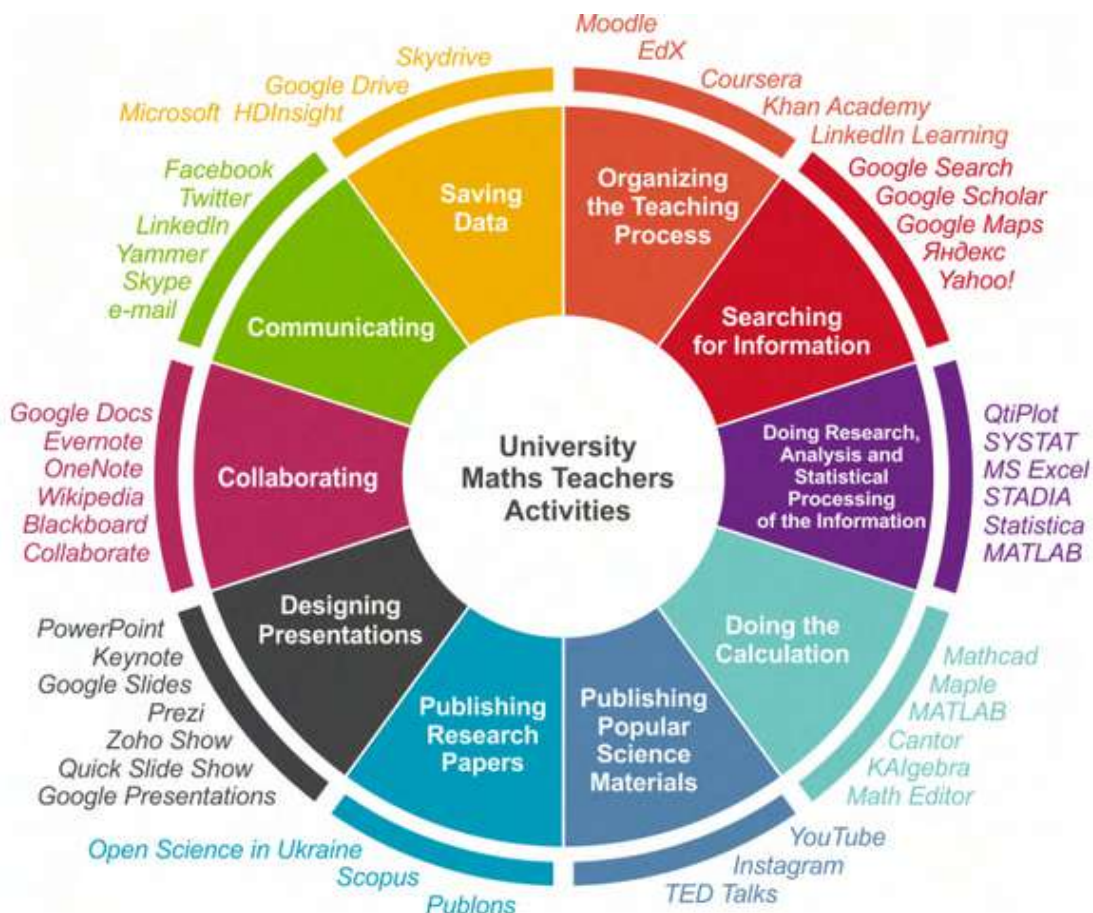 University
Maths Teachers
Activities
Organizing
the Teaching
Process
Moodle
EdX
Coursera
Khan Academy
LinkedIn Learning
Searching
for Information
Google Search
Google Scholar
Google Maps
Яндекс
Yahoo!
Doing Research,
Analysis and
Statistical
Processing
of the Information
QtiPlot
SYSTAT
MS Excel
STADIA
Statistica
MATLAB
Doing the
Calculation
Mathcad
Maple
MATLAB
Cantor
KAlgebra
Math Editor
Publishing
Popular
Science
Materials
YouTube
Instagram
TED Talks
Publishing
Research
Papers
Open Science in Ukraine
Scopus
Publons
Designing
Presentations
PowerPoint
Keynote
Google Slides
Prezi
Zoho Show
Quick Slide Show
Google Presentations
Collaborating
Google Docs
Evernote
OneNote
Wikipedia
Blackboard
Collaborate
Communicating
Facebook
Twitter
LinkedIn
Yammer
Skype
e-mail
Saving
Data
Skydrive
Google Drive
Microsoft HDInsight